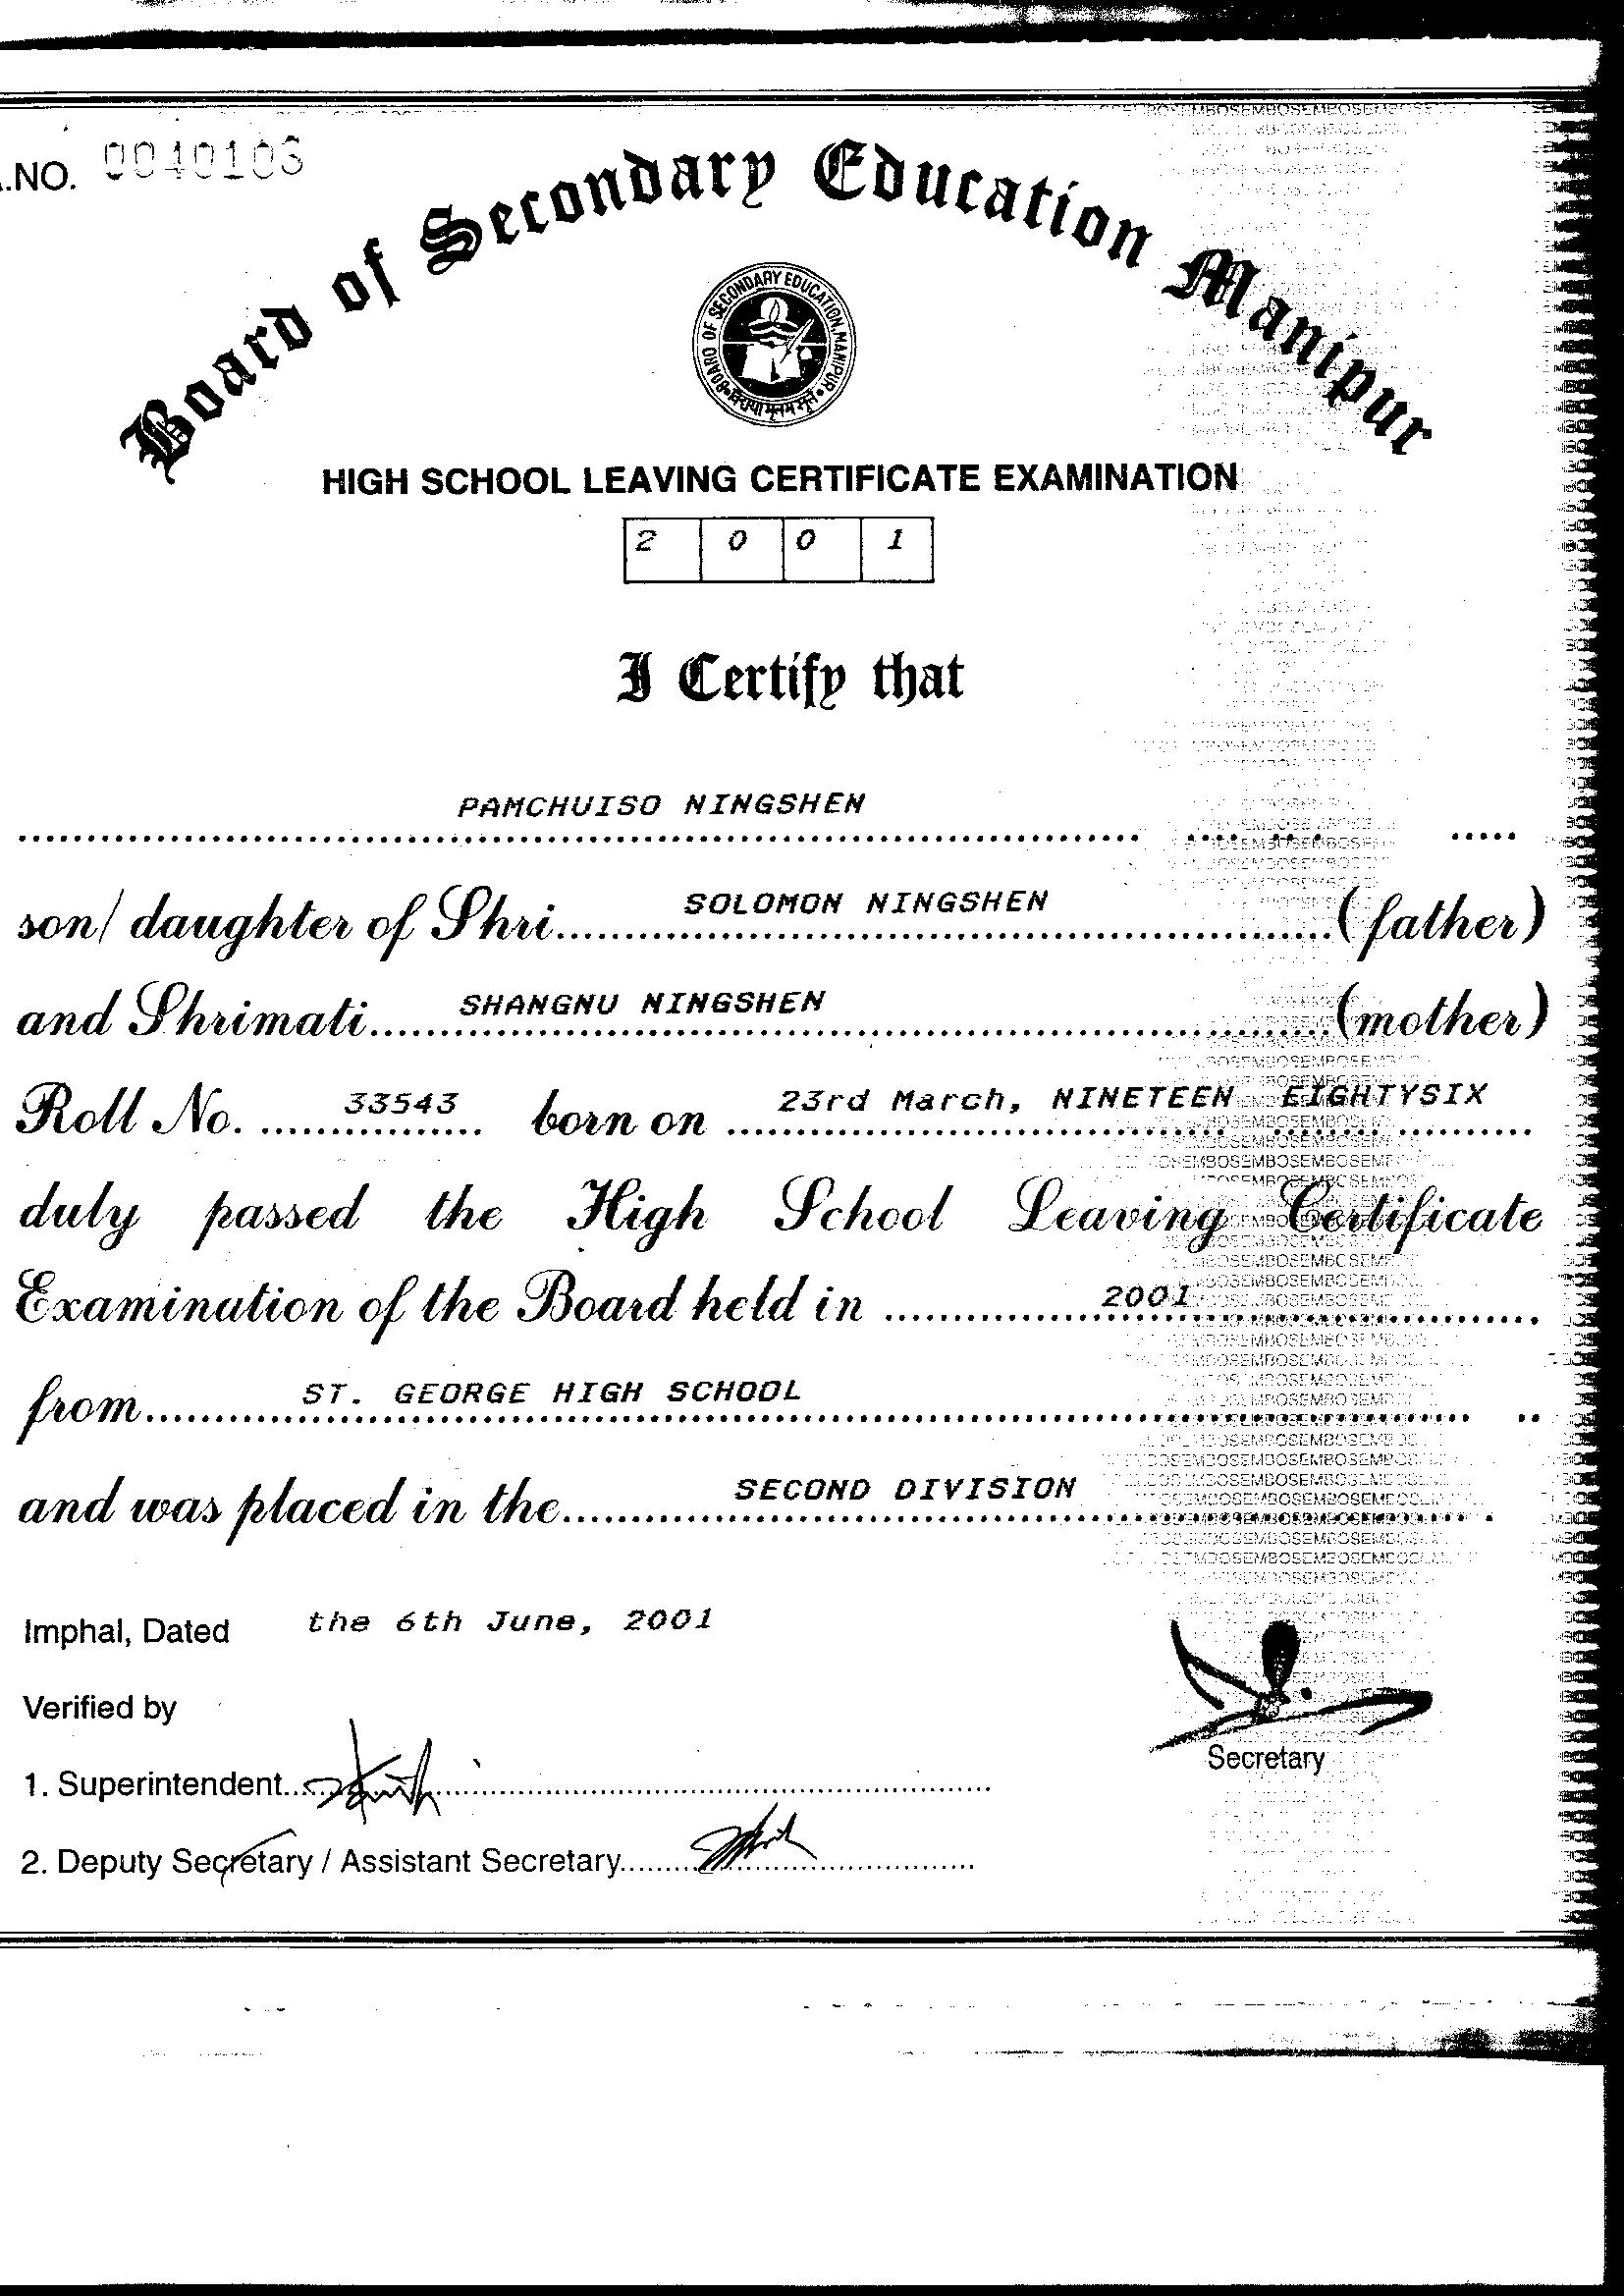 .NO. 0040103
Board of Secondary Education Manipur
BOARD OF SECONDARY EDUCATION, MANIPUR
HIGH SCHOOL LEAVING CERTIFICATE EXAMINATION
2 0 0 1
I Certify that
PAMCHUISO NINGSHEN
son/ daughter of Shri SOLOMON NINGSHEN (father)
and Shrimati SHANGNU NINGSHEN (mother)
Roll No. 33543 born on 23rd March, NINETEEN EIGHTYSIX
duly passed the High School Leaving Certificate
Examination of the Board held in 2001
from ST. GEORGE HIGH SCHOOL
and was placed in the SECOND DIVISION
Imphal, Dated the 6th June, 2001
Verified by
Secretary
1. Superintendent
2. Deputy Secretary / Assistant Secretary